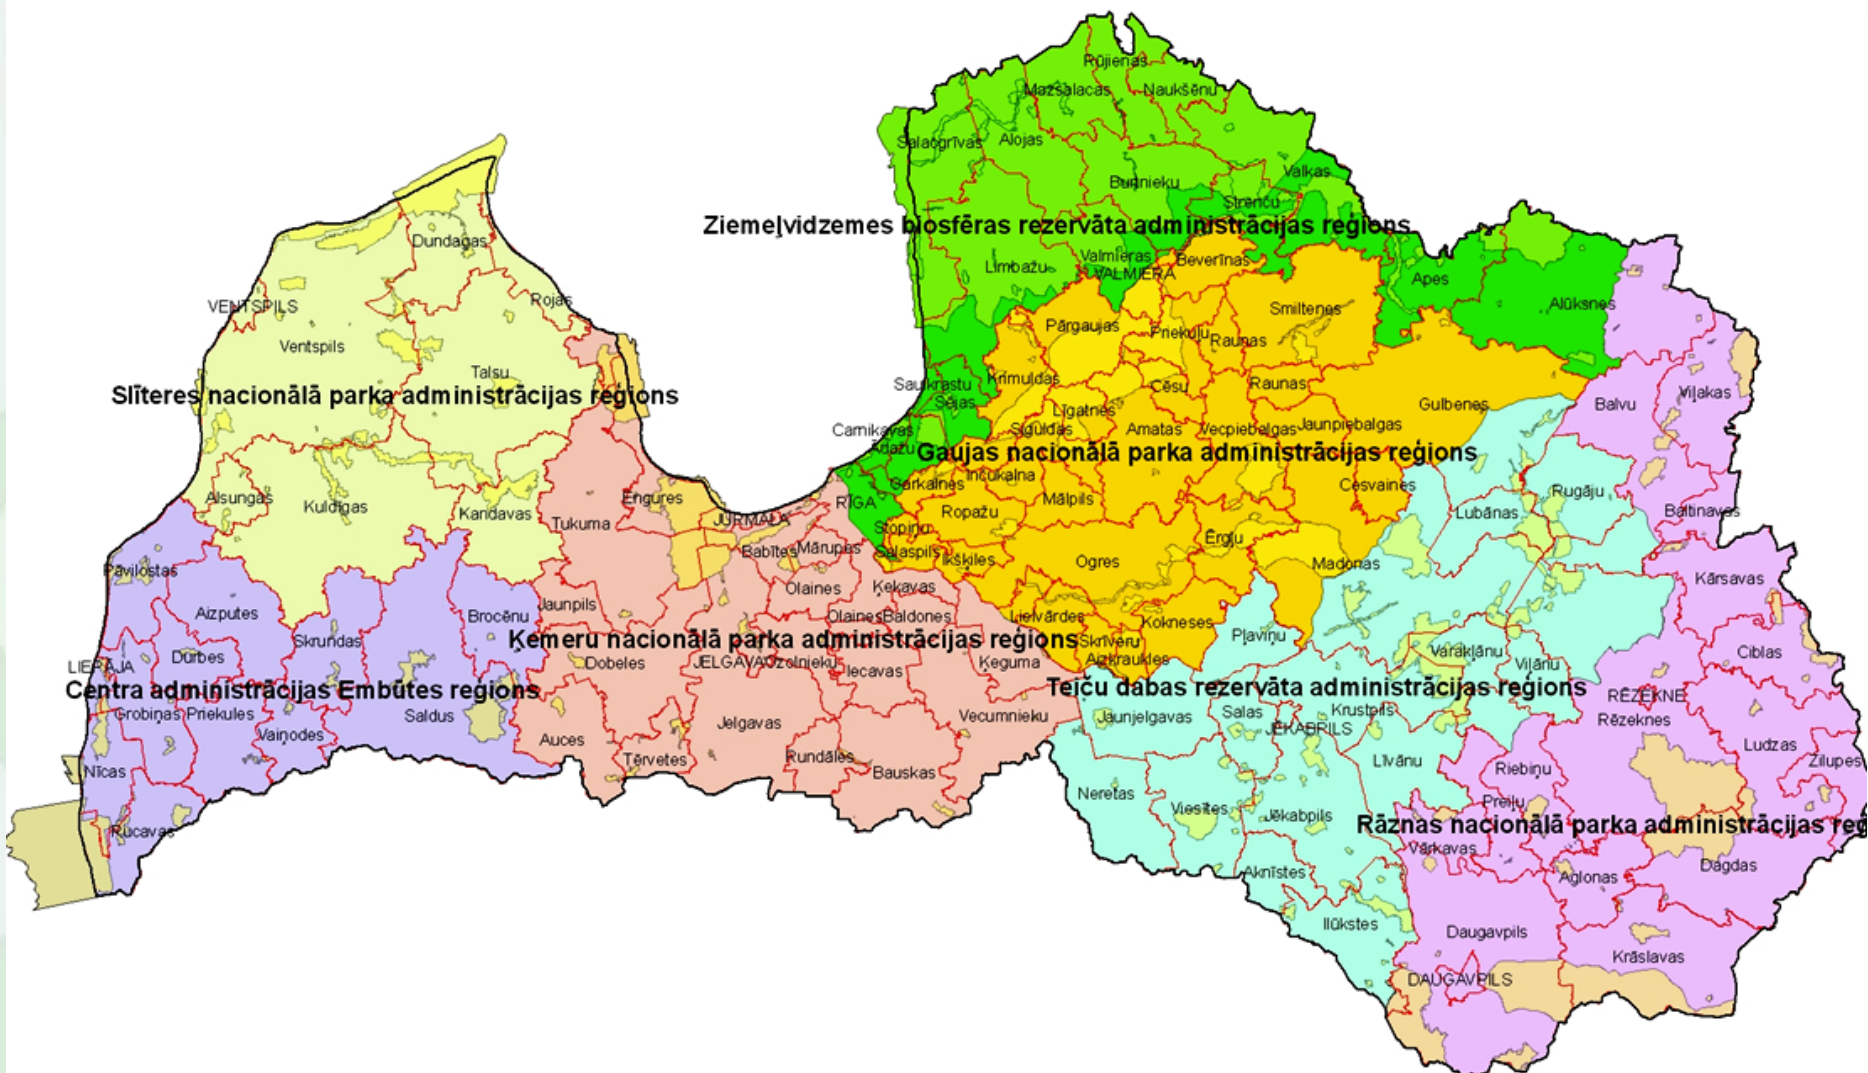 Rūjienas
Mazsalacas
Naukšēnu
Salacgrīvas
Alojas
Valkas
Burtnieku
Strenču
Ziemeļvidzemes biosfēras rezervāta administrācijas reģions
Dundagas
Valmieras
Beverīnas
Limbažu
VALMIERA
Apes
Rojas
Alūksnes
VENTSPILS
Smiltenes
Pārgaujas
Priekuļu
Raunas
Ventspils
Talsu
Krimuldas
Saulkrastu
Cēsu
Raunas
Viļakas
Slīteres nacionālā parka administrācijas reģions
Sējas
Līgatnes
Gulbenes
Balvu
Carnikavas
Siguldas
Amatas
Vecpiebalgas
Jaunpiebalgas
Ādažu
Gaujas nacionālā parka administrācijas reģions
Inčukalna
Garkalnes
Cesvaines
Rugāju
Alsungas
Engures
Mālpils
Kuldīgas
Kandavas
RĪGA
Ropažu
Lubānas
Baltinavas
Tukuma
JŪRMALA
Stopiņu
Ērgļu
Babītes
Mārupes
Salaspils
Ikšķiles
Ogres
Madonas
Pāvilostas
Kārsavas
Olaines
Ķekavas
Jaunpils
Aizputes
Brocēnu
Olaines
Baldones
Lielvārdes
Kokneses
Skrundas
Pļaviņu
Ķemeru nacionālā parka administrācijas reģions
Skrīveru
Durbes
Varakļānu
Ciblas
LIEPĀJA
Dobeles
JELGAVA
Ozolnieku
Iecavas
Ķeguma
Aizkraukles
Viļānu
Centra administrācijas Embūtes reģions
Teiču dabas rezervāta administrācijas reģions
RĒZEKNE
Grobiņas
Priekules
Saldus
Jelgavas
Vecumnieku
Jaunjelgavas
Salas
Krustpils
Rēzeknes
Vaiņodes
Auces
JĒKABPILS
Ludzas
Tērvetes
Rundāles
Līvānu
Riebiņu
Zilupes
Nīcas
Bauskas
Neretas
Viesītes
Preiļu
Jēkabpils
Rucavas
Rāznas nacionālā parka administrācijas reģ
Vārkavas
Dagdas
Aknīstes
Aglonas
Ilūkstes
Daugavpils
Krāslavas
DAUGAVPILS